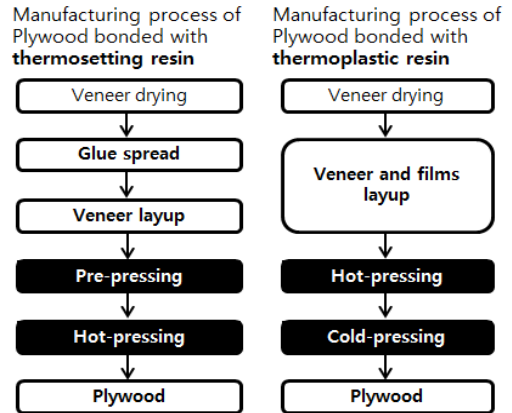 Manufacturing process of
Plywood bonded with
thermosetting resin
Veneer drying
Glue spread
Veneer layup
Pre-pressing
Hot-pressing
Plywood
Manufacturing process of
Plywood bonded with
thermoplastic resin
Veneer drying
Veneer and films
layup
Hot-pressing
Cold-pressing
Plywood